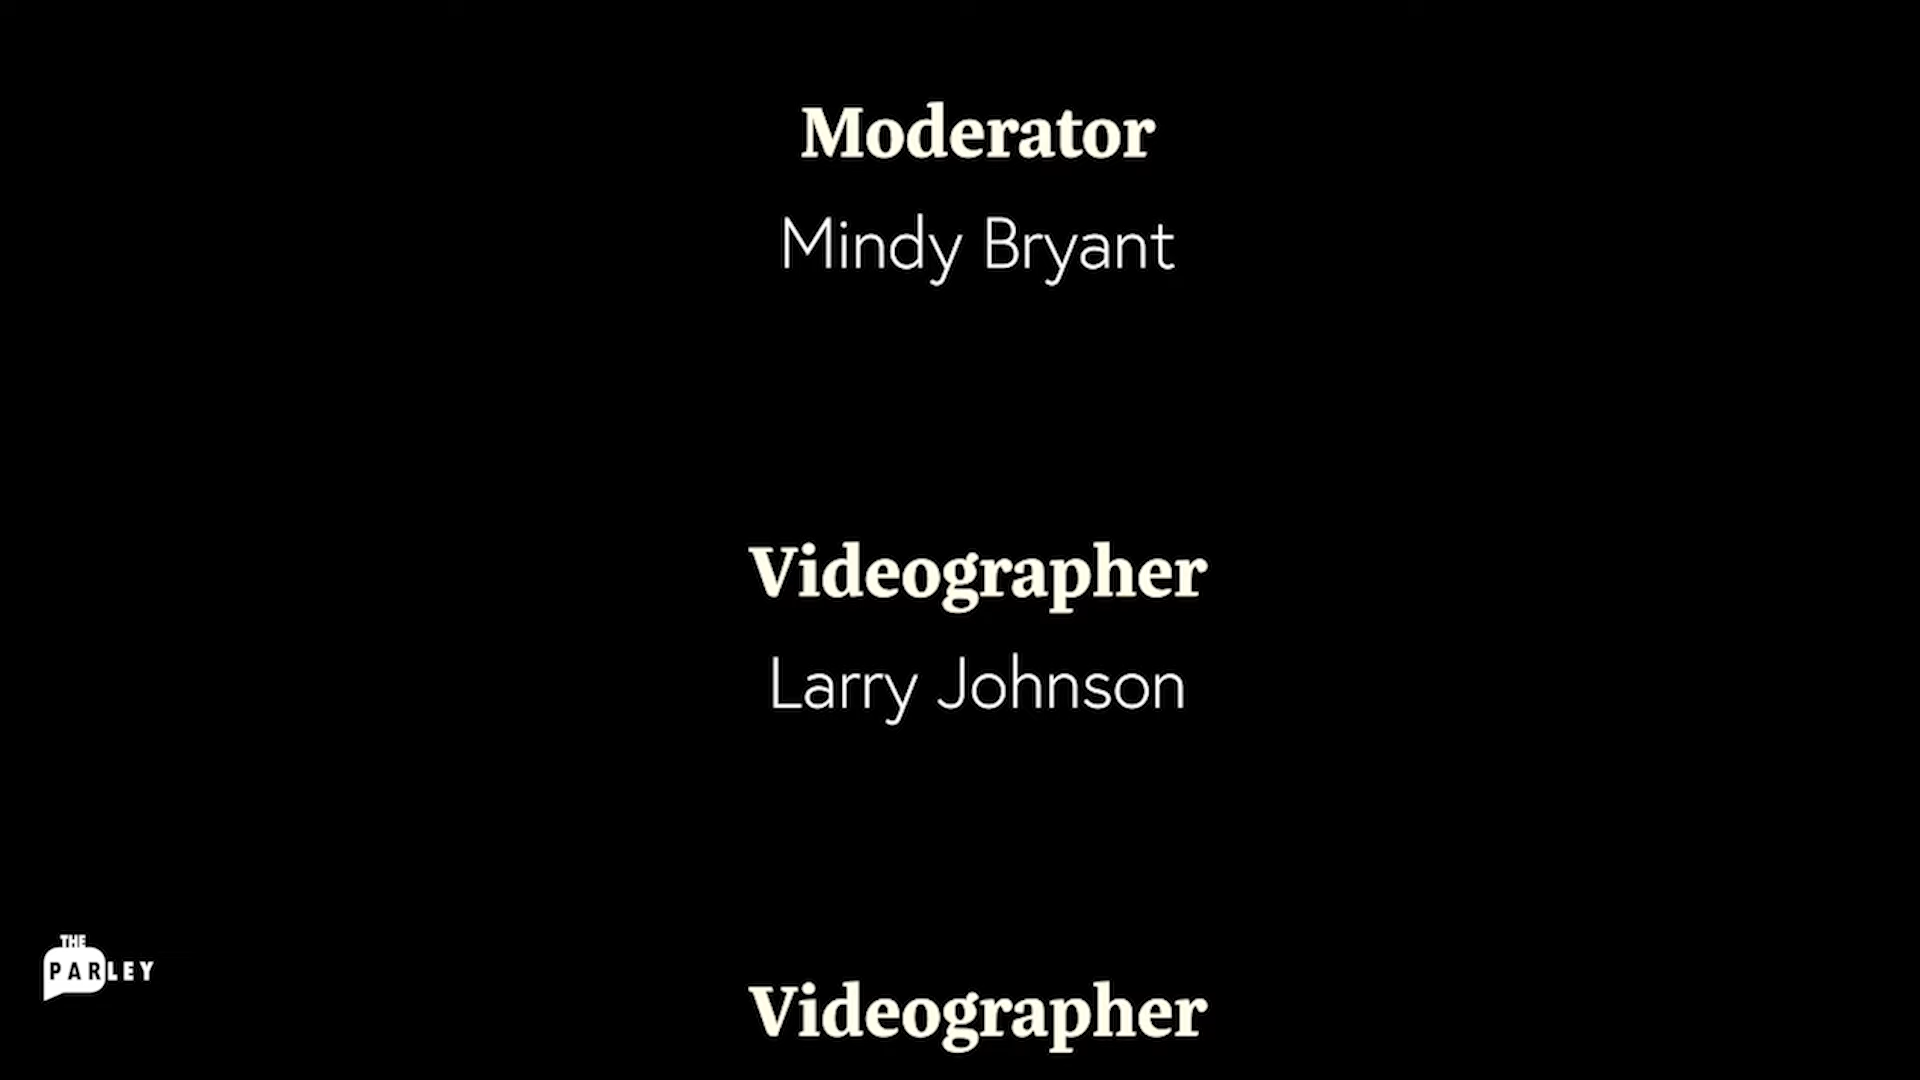 Moderator
Mindy Bryant
Videographer
Larry Johnson
THE
PARLEY
Videographer